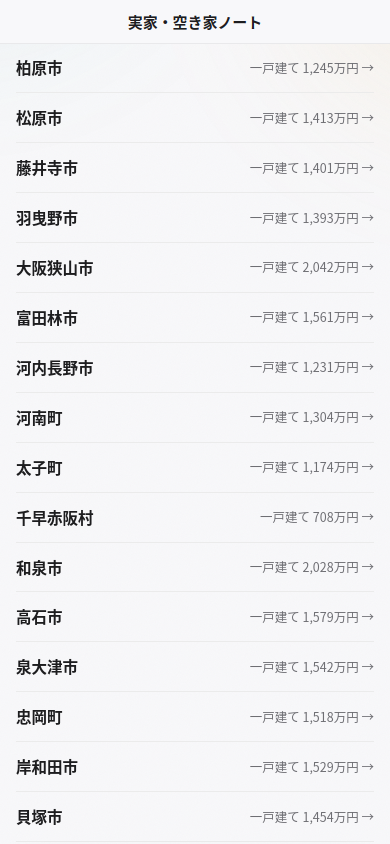 実家・空き家ノート
柏原市 一戸建て 1,245万円 →
松原市 一戸建て 1,413万円 →
藤井寺市 一戸建て 1,401万円 →
羽曳野市 一戸建て 1,393万円 →
大阪狭山市 一戸建て 2,042万円 →
富田林市 一戸建て 1,561万円 →
河内長野市 一戸建て 1,231万円 →
河南町 一戸建て 1,304万円 →
太子町 一戸建て 1,174万円 →
千早赤阪村 一戸建て 708万円 →
和泉市 一戸建て 2,028万円 →
高石市 一戸建て 1,579万円 →
泉大津市 一戸建て 1,542万円 →
忠岡町 一戸建て 1,518万円 →
岸和田市 一戸建て 1,529万円 →
貝塚市 一戸建て 1,454万円 →